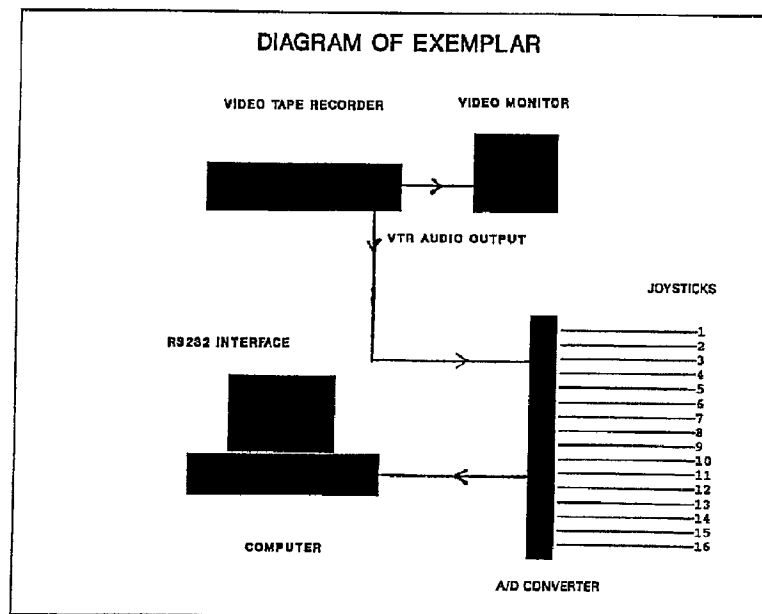 DIAGRAM OF EXEMPLAR
VIDEO TAPE RECORDER
VIDEO MONITOR
VTR AUDIO OUTPUT
JOYSTICKS
RS232 INTERFACE
1
2
3
4
5
6
7
8
9
10
11
12
13
14
15
16
COMPUTER
A/D CONVERTER